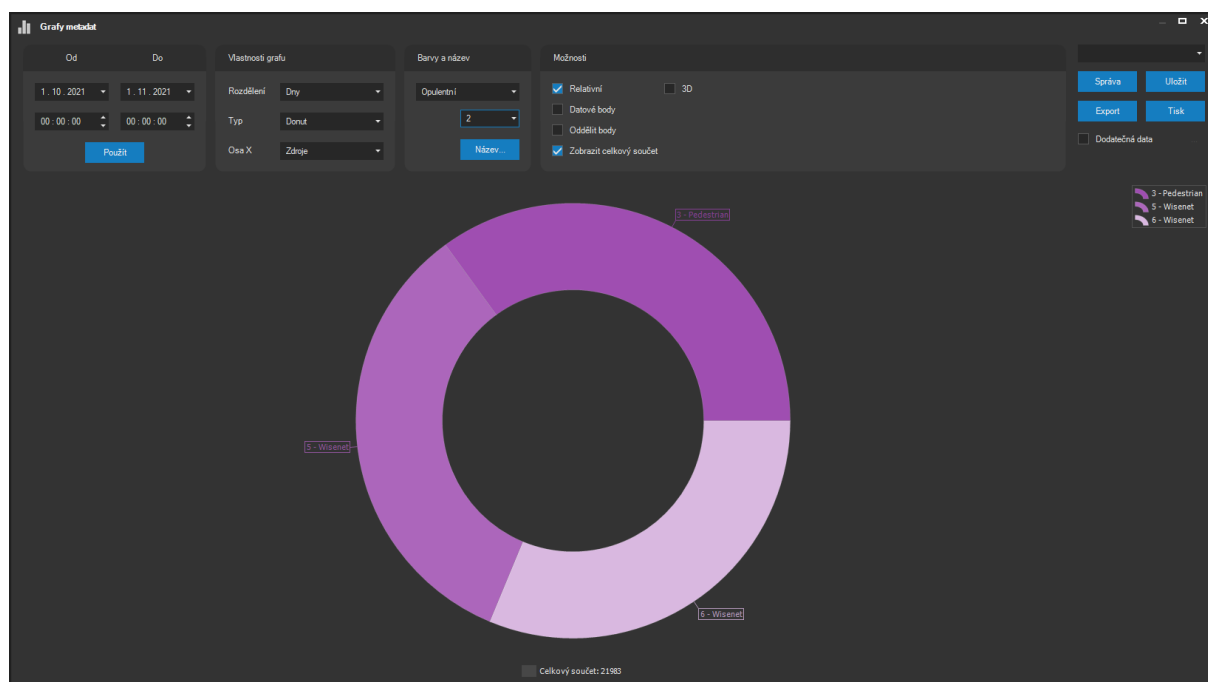 Grafy metadat
Od
Do
1 . 10 . 2021
1 . 11 . 2021
00 : 00 : 00
00 : 00 : 00
Použít
Vlastnosti grafu
Rozdělení
Dny
Typ
Donut
Osa X
Zdroje
Barvy a název
Opulentní
2
Název...
Možnosti
Relativní
3D
Datové body
Oddělit body
Zobrazit celkový součet
Správa
Uložit
Export
Tisk
Dodatečná data
3 - Pedestrian
5 - Wisenet
6 - Wisenet
3 - Pedestrian
5 - Wisenet
6 - Wisenet
Celkový součet: 21983